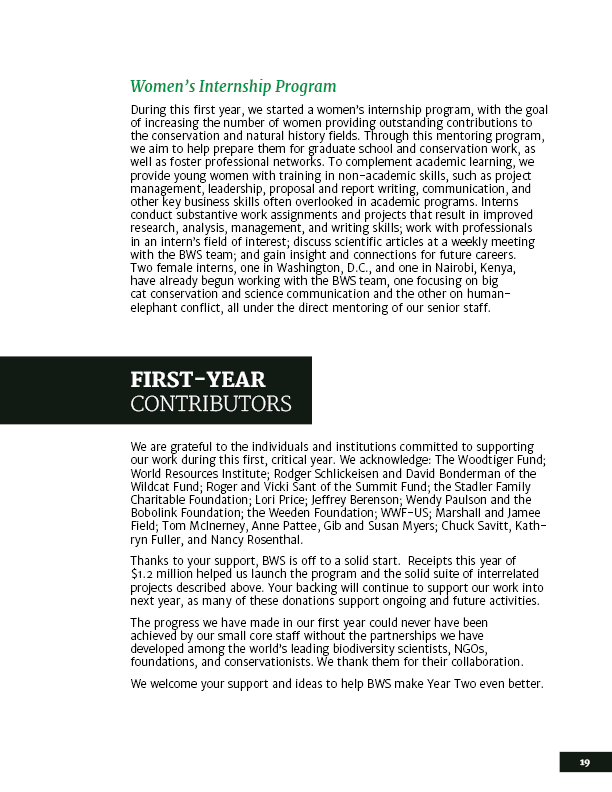 Women's Internship Program
During this first year, we started a women's internship program, with the goal
of increasing the number of women providing outstanding contributions to
the conservation and natural history fields. Through this mentoring program,
we aim to help prepare them for graduate school and conservation work, as
well as foster professional networks. To complement academic learning, we
provide young women with training in non-academic skills, such as project
management, leadership, proposal and report writing, communication, and
other key business skills often overlooked in academic programs. Interns
conduct substantive work assignments and projects that result in improved
research, analysis, management, and writing skills; work with professionals
in an intern's field of interest; discuss scientific articles at a weekly meeting
with the BWS team; and gain insight and connections for future careers.
Two female interns, one in Washington, D.C., and one in Nairobi, Kenya,
have already begun working with the BWS team, one focusing on big
cat conservation and science communication and the other on human-
elephant conflict, all under the direct mentoring of our senior staff.
FIRST-YEAR
CONTRIBUTORS
We are grateful to the individuals and institutions committed to supporting
our work during this first, critical year. We acknowledge: The Woodtiger Fund;
World Resources Institute; Rodger Schlickeisen and David Bonderman of the
Wildcat Fund; Roger and Vicki Sant of the Summit Fund; the Stadler Family
Charitable Foundation; Lori Price; Jeffrey Berenson; Wendy Paulson and the
Bobolink Foundation; the Weeden Foundation; WWF-US; Marshall and Jamee
Field; Tom McInerney, Anne Pattee, Gib and Susan Myers; Chuck Savitt, Kath-
ryn Fuller, and Nancy Rosenthal.
Thanks to your support, BWS is off to a solid start.  Receipts this year of
$1.2 million helped us launch the program and the solid suite of interrelated
projects described above. Your backing will continue to support our work into
next year, as many of these donations support ongoing and future activities.
The progress we have made in our first year could never have been
achieved by our small core staff without the partnerships we have
developed among the world's leading biodiversity scientists, NGOs,
foundations, and conservationists. We thank them for their collaboration.
We welcome your support and ideas to help BWS make Year Two even better.
19